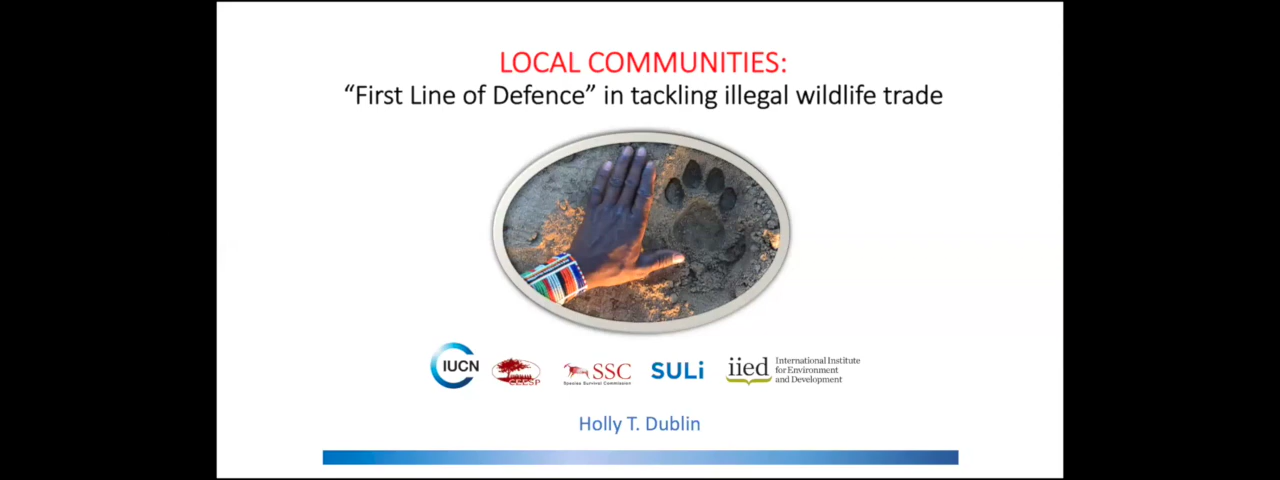 LOCAL COMMUNITIES:
“First Line of Defence” in tackling illegal wildlife trade
IUCN
CEESP
SSC
Species Survival Commission
SULi
iied
International Institute
for Environment
and Development
Holly T. Dublin